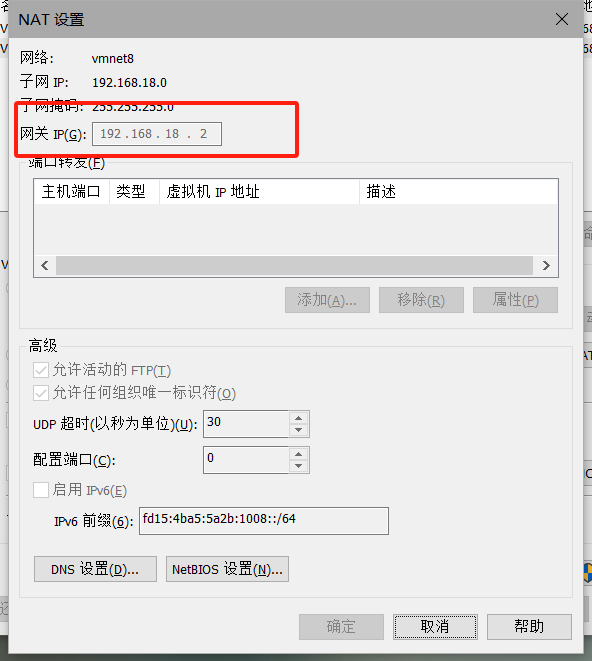 NAT 设置
网络: vmnet8
子网 IP: 192.168.18.0
子网掩码: 255.255.255.0
网关 IP(G): 192.168.18.2
端口转发(F)
主机端口 类型 虚拟机 IP 地址 描述
添加(A)... 移除(R) 属性(P)
高级
允许活动的 FTP(T)
允许任何组织唯一标识符(O)
UDP 超时(以秒为单位)(U): 30
配置端口(C): 0
启用 IPv6(E)
IPv6 前缀(6): fd15:4ba5:5a2b:1008::/64
DNS 设置(D)... NetBIOS 设置(N)...
确定 取消 帮助